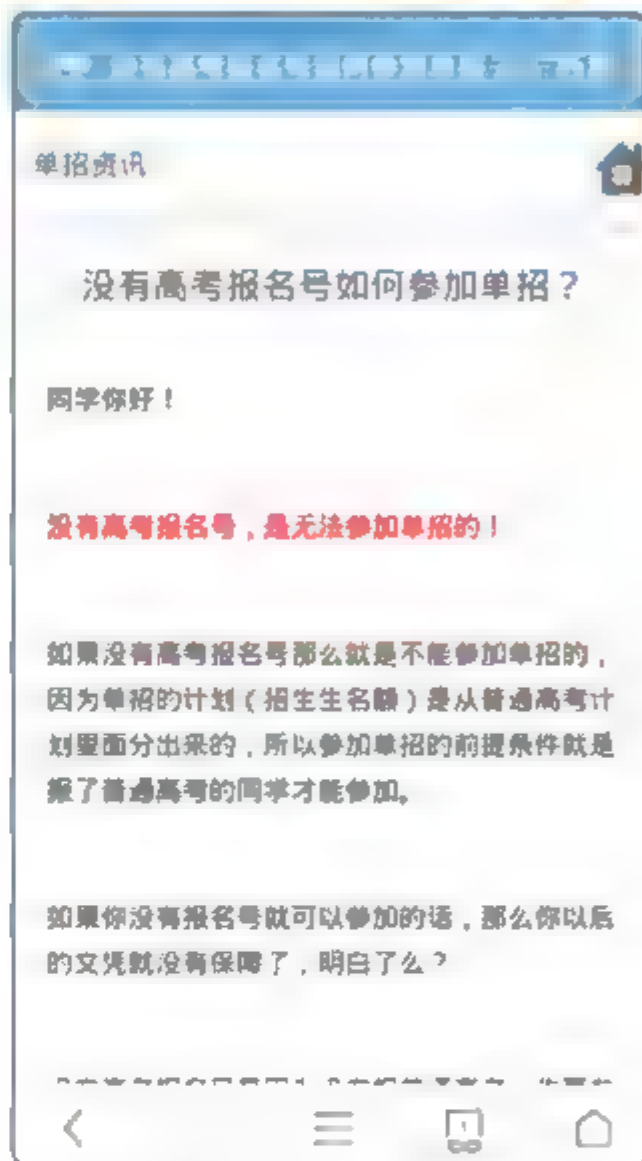 单招资讯
没有高考报名号如何参加单招？
同学你好！
没有高考报名号，是无法参加单招的！
如果没有高考报名号那么就是不能参加单招的，
因为单招的计划（招生生名额）是从普通高考计
划里面分出来的，所以参加单招的前提条件就是
报了普通高考的同学才能参加。
如果你没有报名号就可以参加的话，那么你以后
的文凭就没有保障了，明白了么？